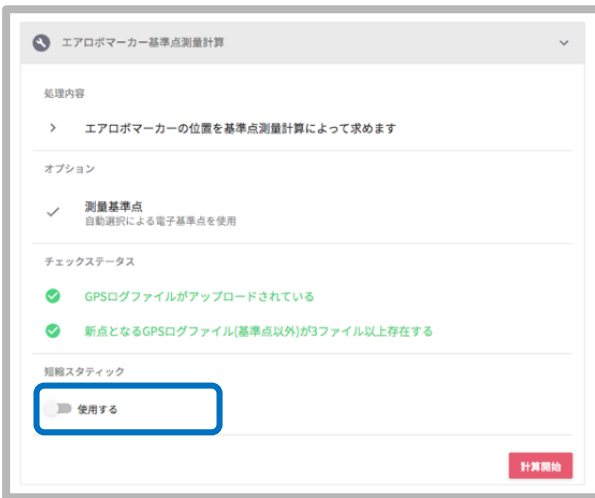 エアロボマーカー基準点測量計算
処理内容
エアロボマーカーの位置を基準点測量計算によって求めます
オプション
測量基準点
自動選択による電子基準点を使用
チェックステータス
GPSログファイルがアップロードされている
新点となるGPSログファイル(基準点以外)が3ファイル以上存在する
短縮スタティック
使用する
計算開始